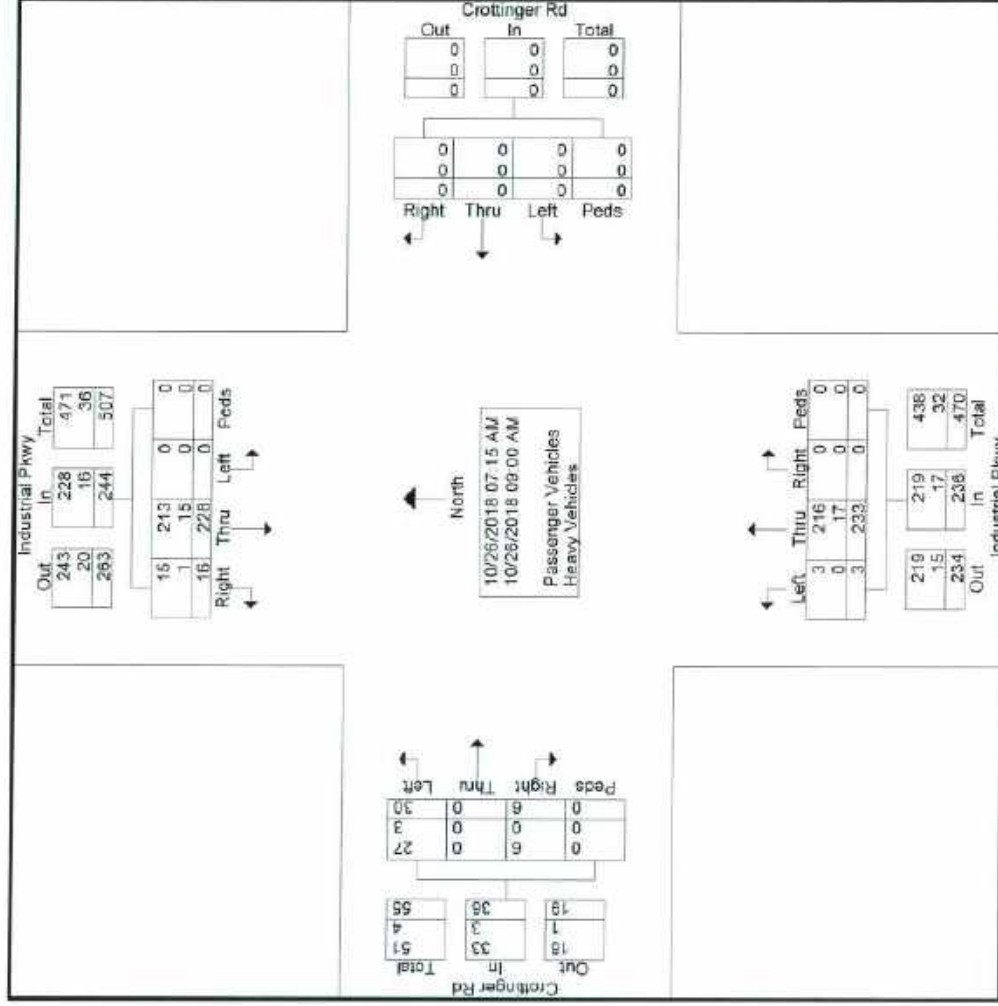 Crottinger Rd
Out In Total
0 0 0
0 0 0
0 0 0
0 0 0 0
0 0 0 0
0 0 0 0
Right Thru Left Peds
Industrial Pkwy
Out In Total
243 228 471
20 16 36
263 244 507
15 213 0 0
1 15 0 0
16 228 0 0
Right Thru Left Peds
North
10/26/2018 07:15 AM
10/26/2018 09:00 AM
Passenger Vehicles
Heavy Vehicles
Left Thru Right Peds
3 216 0 0
0 17 0 0
3 233 0 0
219 219 438
15 17 32
234 236 470
Out In Total
Industrial Pkwy
Left Thru Right Peds
30 0 6 0
3 0 0 0
27 0 6 0
55 36 19
4 3 1
51 33 18
Total In Out
Crottinger Rd